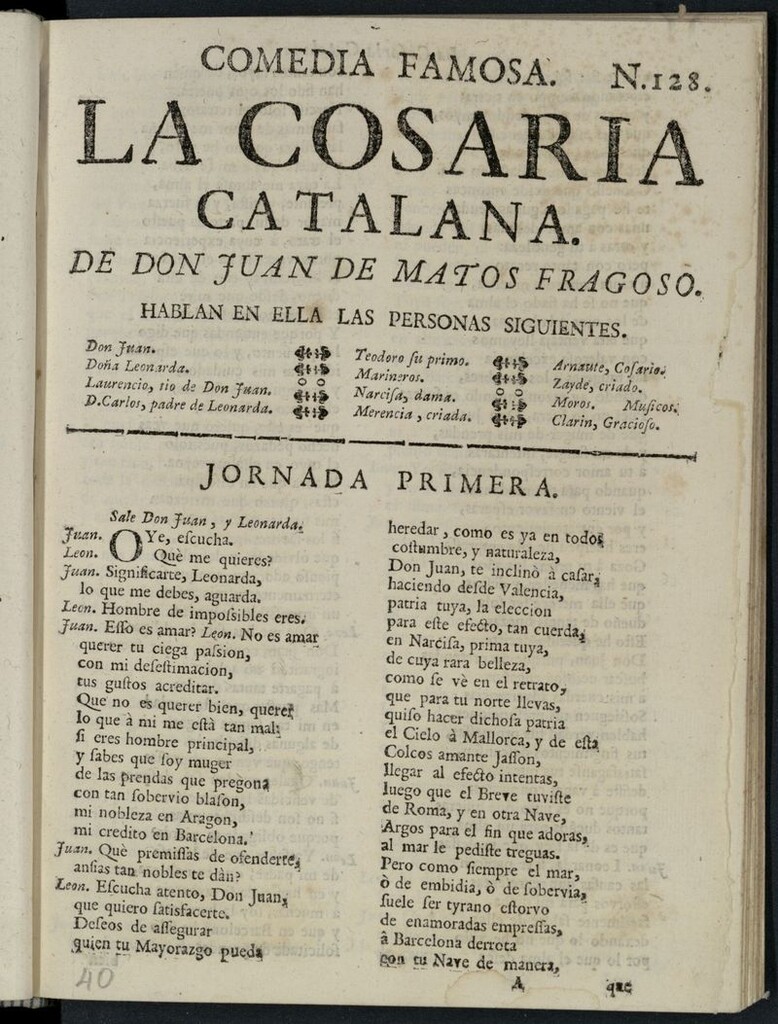 COMEDIA FAMOSA. N.128.
LA COSARIA
CATALANA.
DE DON JUAN DE MATOS FRAGOSO.
HABLAN EN ELLA LAS PERSONAS SIGUIENTES.
Don Juan.
Doña Leonarda.
Laurencio, tio de Don Juan.
D.Carlos, padre de Leonarda.
Teodoro ſu primo.
Marineros.
Narciſa, dama.
Merencia, criada.
Arnaute, Coſario.
Zayde, criado.
Moros. Muſicos.
Clarin, Gracioſo.
JORNADA PRIMERA.
Sale Don Juan, y Leonarda.
Juan. OYe, eſcucha.
Leon. Què me quieres?
Juan. Significarte, Leonarda,
lo que me debes, aguarda.
Leon. Hombre de impoſsibles eres.
Juan. Eſſo es amar? Leon. No es amar
querer tu ciega paſsion,
con mi deſeſtimacion,
tus guſtos acreditar.
Que no es querer bien, querer
lo que à mi me eſtà tan mal;
ſi eres hombre principal,
y ſabes que ſoy muger
de las prendas que pregona
con tan ſobervio blaſon,
mi nobleza en Aragon,
mi credito en Barcelona.
Juan. Què premiſſas de ofenderte,
anſias tan nobles te dàn?
Leon. Eſcucha atento, Don Juan,
que quiero ſatisfacerte.
Deſeos de aſſegurar
quien tu Mayorazgo pueda
heredar, como es ya en todos
coſtumbre, y naturaleza,
Don Juan, te inclinò à caſar,
haciendo deſde Valencia,
patria tuya, la eleccion
para eſte efecto, tan cuerda,
en Narciſa, prima tuya,
de cuya rara belleza,
como ſe vè en el retrato,
que para tu norte llevas,
quiſo hacer dichoſa patria
el Cielo à Mallorca, y de eſta
Colcos amante Jaſſon,
llegar al efecto intentas,
luego que el Breve tuviſte
de Roma, y en otra Nave,
Argos para el fin que adoras,
al mar le pediſte treguas.
Pero como ſiempre el mar,
ò de embidia, ò de ſobervia,
ſuele ſer tyrano eſtorvo
de enamoradas empreſſas,
à Barcelona derrota
con tu Nave de manera,
A que
40